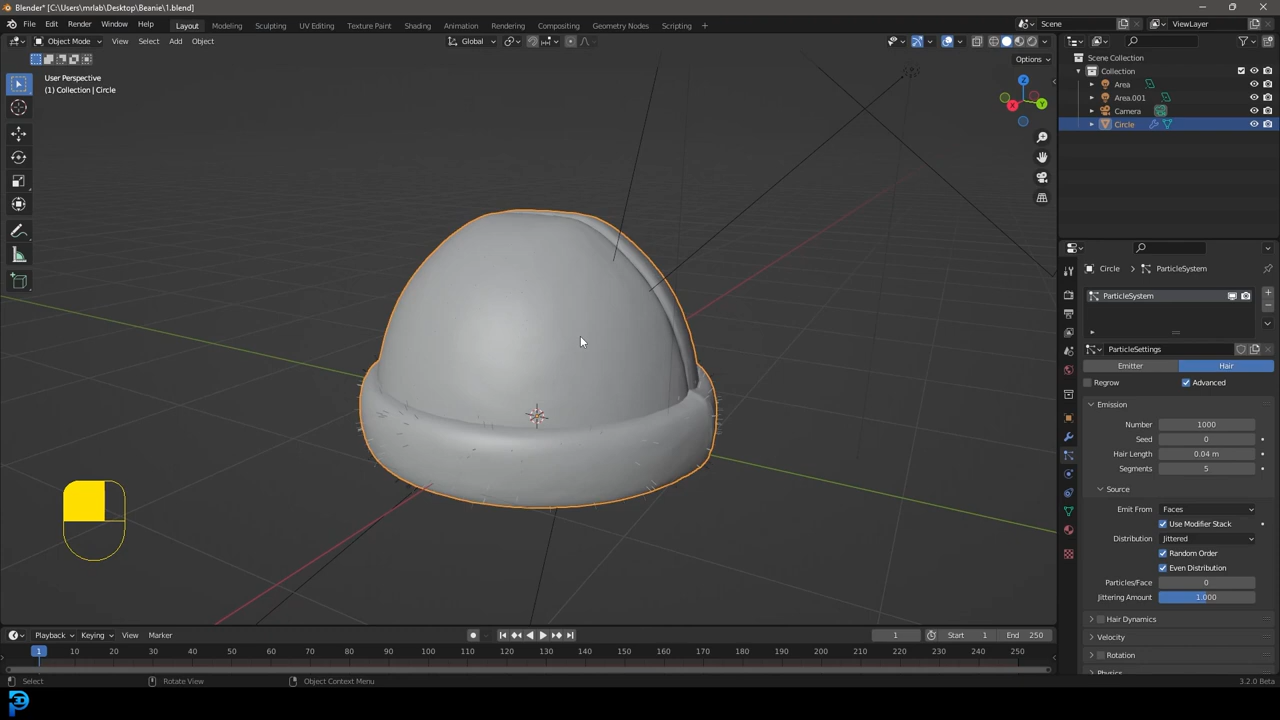 Blender* [C:\Users\mrlab\Desktop\Beanie\1.blend]
File Edit Render Window Help Layout Modeling Sculpting UV Editing Texture Paint Shading Animation Rendering Compositing Geometry Nodes Scripting + Scene ViewLayer
Object Mode View Select Add Object Global
Options
User Perspective
(1) Collection | Circle
Z
Y
X
Scene Collection
Collection
Area
Area.001
Camera
Circle
Circle > ParticleSystem
ParticleSystem
ParticleSettings
Emitter Hair
Regrow Advanced
Emission
Number 1000
Seed 0
Hair Length 0.04 m
Segments 5
Source
Emit From Faces
Use Modifier Stack
Distribution Jittered
Random Order
Even Distribution
Particles/Face 0
Jittering Amount 1.000
Hair Dynamics
Velocity
Rotation
Physics
Playback Keying View Marker 1 Start 1 End 250
1 10 20 30 40 50 60 70 80 90 100 110 120 130 140 150 160 170 180 190 200 210 220 230 240 250
Select Rotate View Object Context Menu 3.2.0 Beta